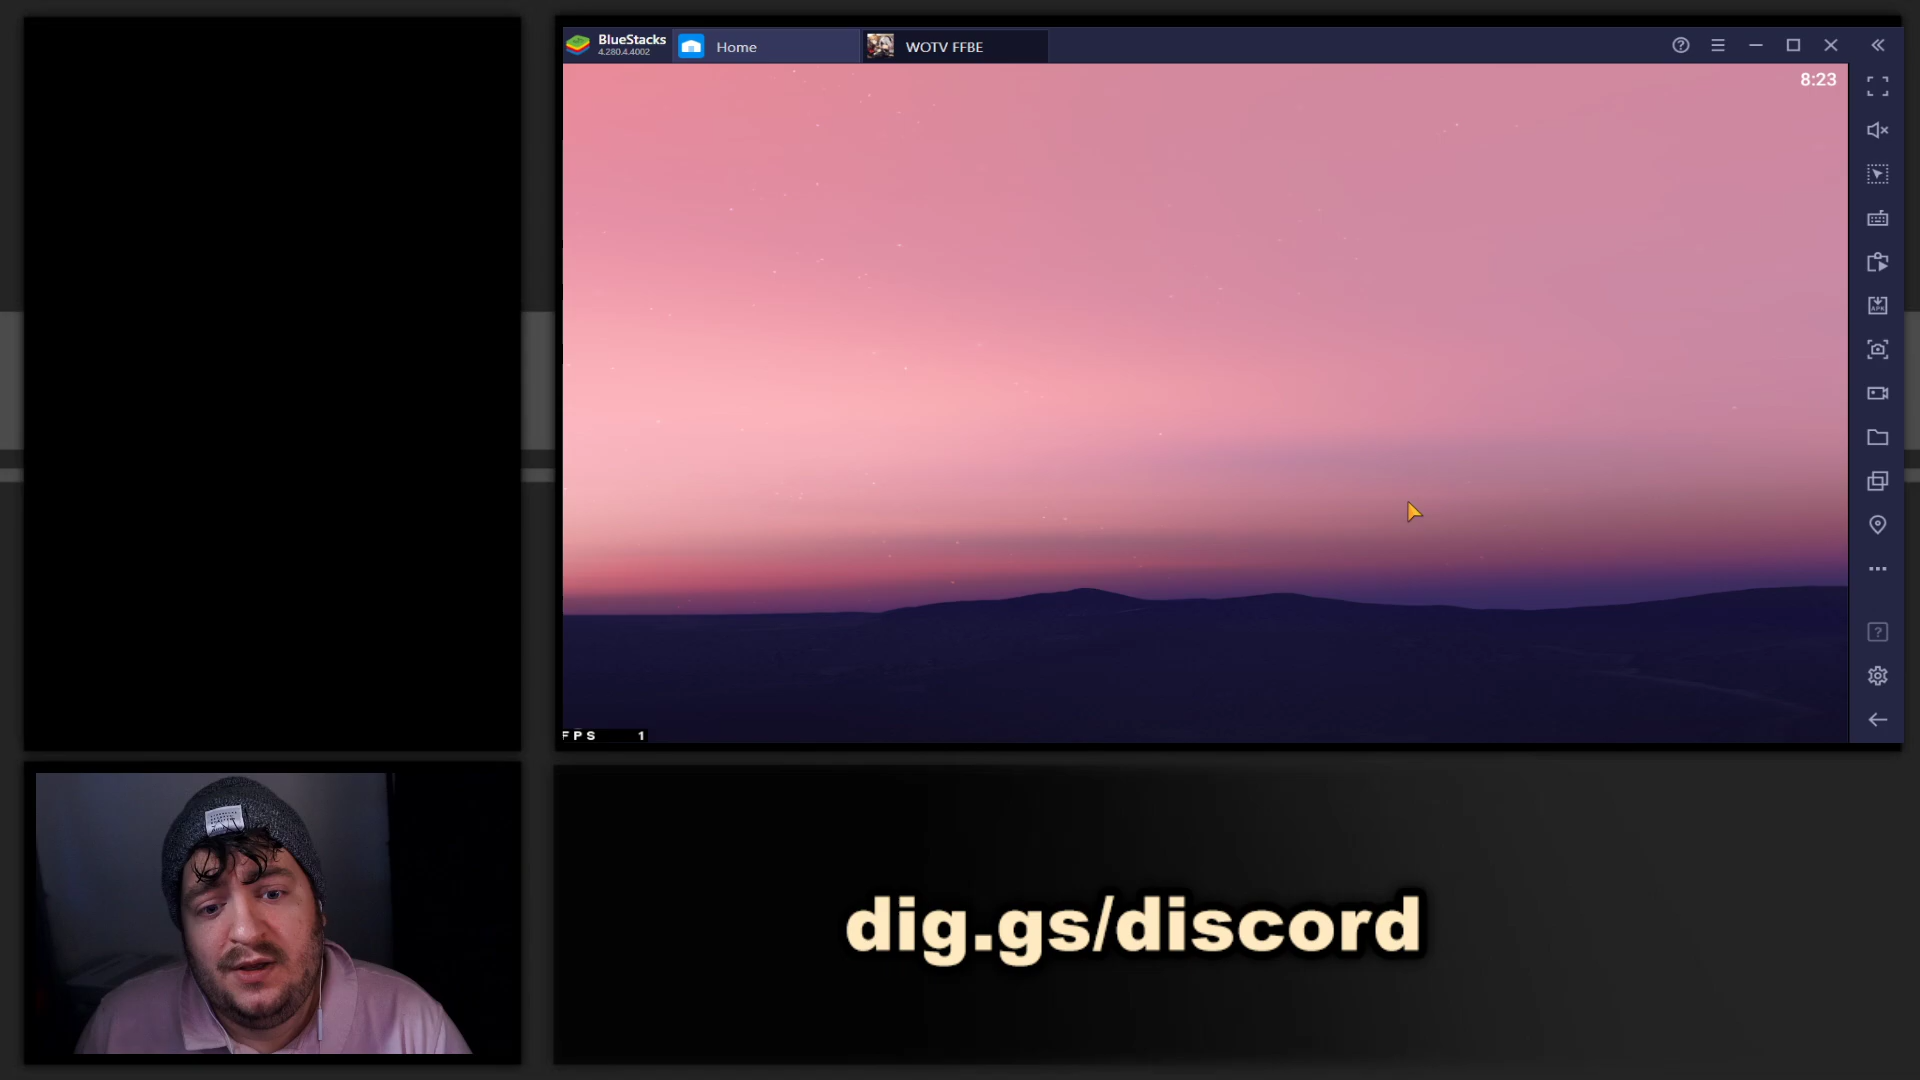 BlueStacks
4.280.4.4002
Home
WOTV FFBE
8:23
FPS 1
dig.gs/discord